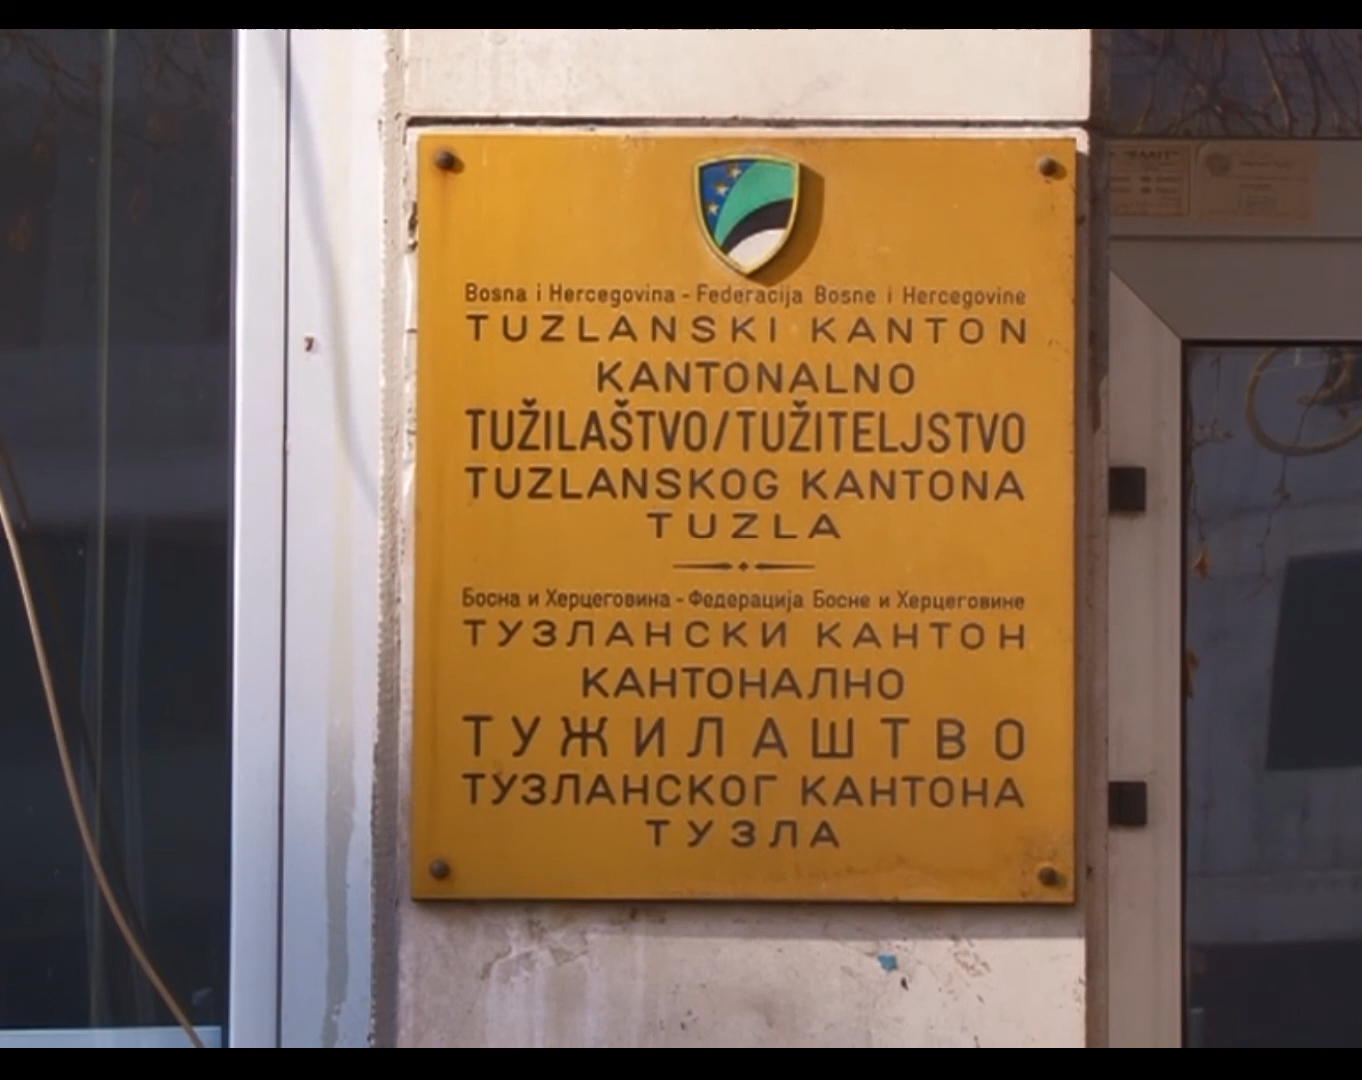 Bosna i Hercegovina - Federacija Bosne i Hercegovine
TUZLANSKI KANTON
KANTONALNO
TUŽILAŠTVO/TUŽITELJSTVO
TUZLANSKOG KANTONA
TUZLA
Босна и Херцеговина - Федерација Босне и Херцеговине
ТУЗЛАНСКИ КАНТОН
КАНТОНАЛНО
ТУЖИЛАШТВО
ТУЗЛАНСКОГ КАНТОНА
ТУЗЛА